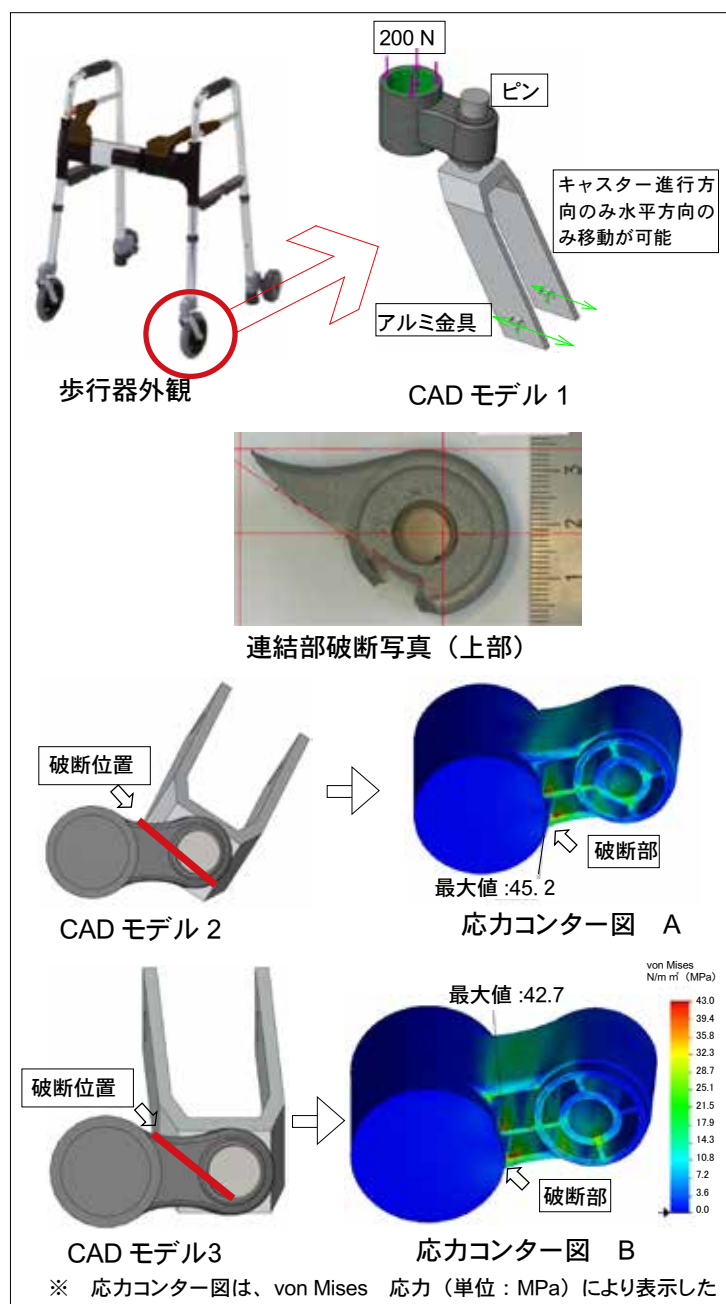 200 N
ピン
キャスター進行方
向のみ水平方向の
み移動が可能
アルミ金具
歩行器外観
CAD モデル 1
3
2
1
連結部破断写真（上部）
破断位置
破断部
最大値 :45. 2
CAD モデル 2
応力コンター図　A
von Mises
N/m ㎡ (MPa)
最大値 :42.7
43.0
39.4
35.8
32.3
28.7
25.1
21.5
17.9
14.3
10.8
7.2
3.6
0.0
破断位置
破断部
CAD モデル3
応力コンター図　B
※　応力コンター図は、von Mises　応力（単位：MPa）により表示した